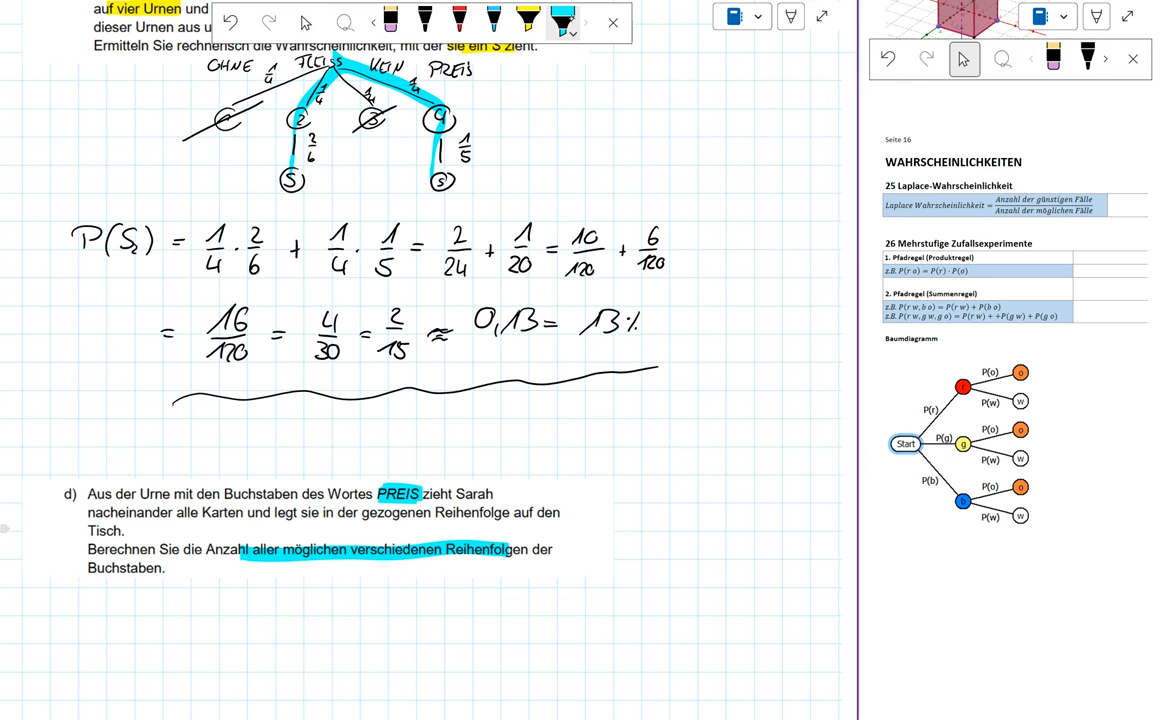 auf vier Urnen und
dieser Urnen aus u
Ermitteln Sie rechnerisch die Wahrscheinlichkeit, mit der sie ein S zieht.
OHNE FLEISS KEIN PREIS
1/4 1/4 1/4 1/4
1 2 3 4
2/6 1/5
S S
P(S₂) = 1/4 · 2/6 + 1/4 · 1/5 = 2/24 + 1/20 = 10/120 + 6/120
= 16/120 = 4/30 = 2/15 ≈ 0,13 = 13%
d) Aus der Urne mit den Buchstaben des Wortes PREIS zieht Sarah
nacheinander alle Karten und legt sie in der gezogenen Reihenfolge auf den
Tisch.
Berechnen Sie die Anzahl aller möglichen verschiedenen Reihenfolgen der
Buchstaben.
Seite 16
WAHRSCHEINLICHKEITEN
25 Laplace-Wahrscheinlichkeit
Laplace Wahrscheinlichkeit = Anzahl der günstigen Fälle / Anzahl der möglichen Fälle
26 Mehrstufige Zufallsexperimente
1. Pfadregel (Produktregel)
z.B. P(r o) = P(r) · P(o)
2. Pfadregel (Summenregel)
z.B. P(r w, b o) = P(r w) + P(b o)
z.B. P(r w, g w, g o) = P(r w) + +P(g w) + P(g o)
Baumdiagramm
P(o) o
r
P(r) P(w) w
P(o) o
Start P(g) g
P(w) w
P(b) P(o) o
b
P(w) w